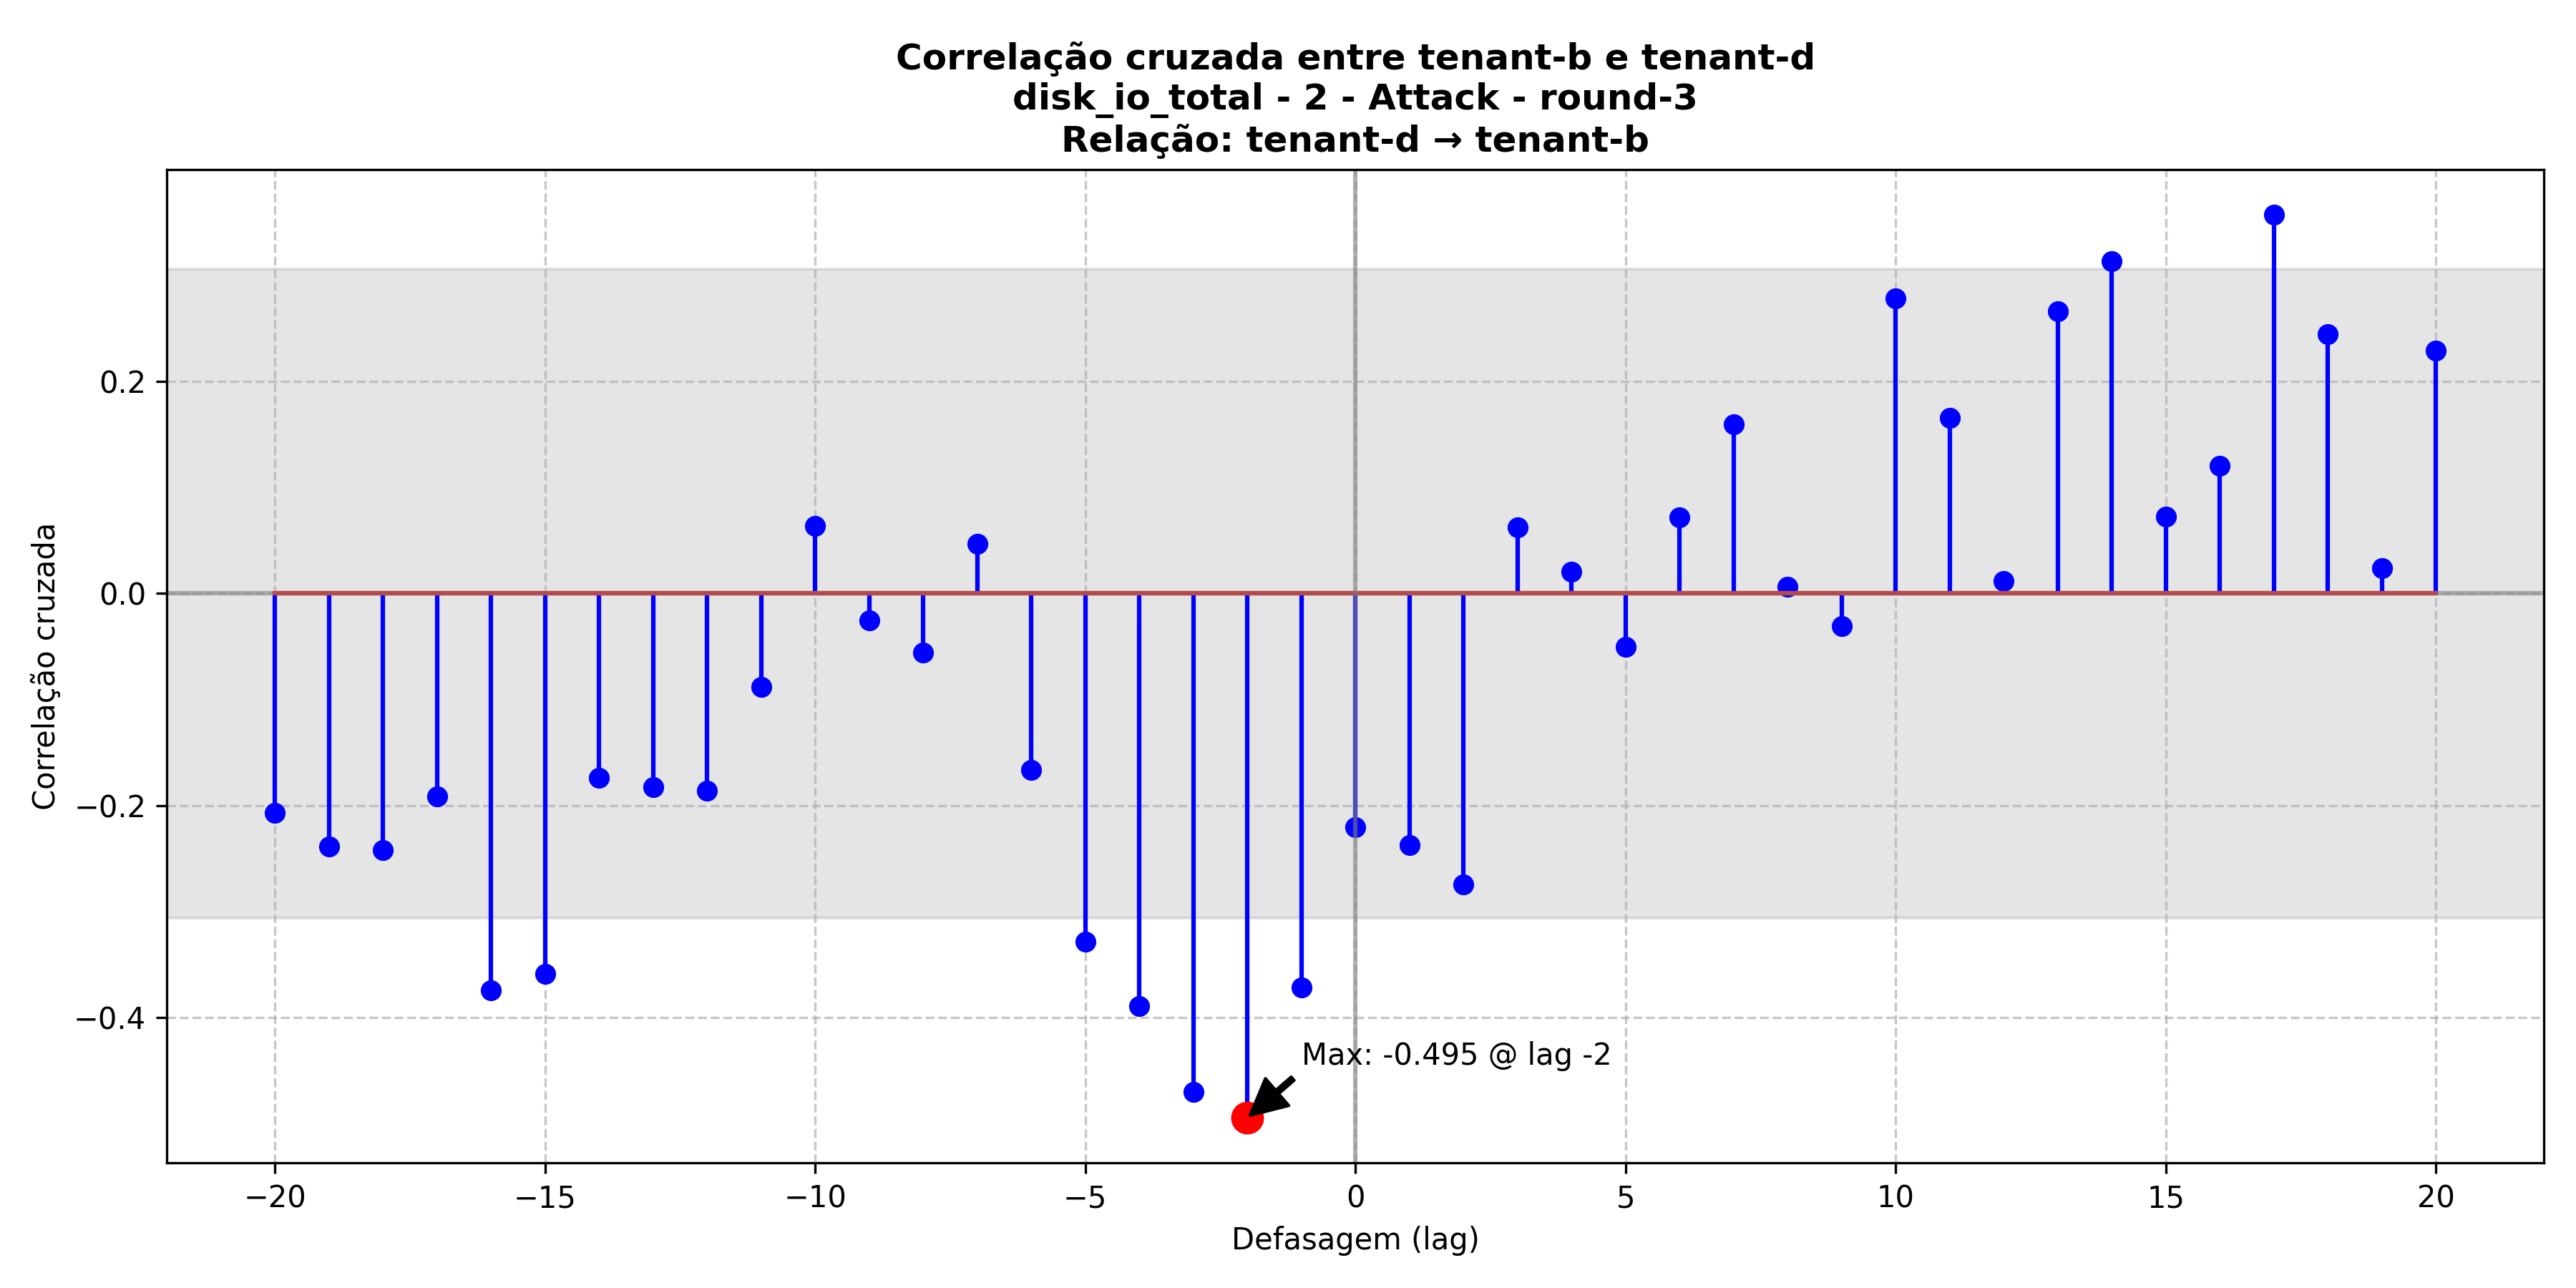 Correlação cruzada entre tenant-b e tenant-d
disk_io_total - 2 - Attack - round-3
Relação: tenant-d → tenant-b
Correlação cruzada
0.2
0.0
−0.2
−0.4
Max: -0.495 @ lag -2
−20 −15 −10 −5 0 5 10 15 20
Defasagem (lag)